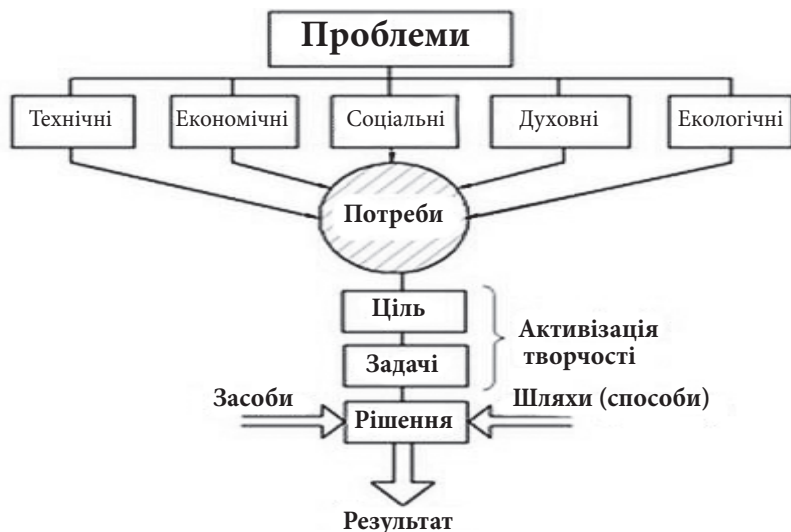 Проблеми
Технічні
Економічні
Соціальні
Духовні
Екологічні
Потреби
Ціль
Задачі
Активізація
творчості
Засоби
Рішення
Шляхи (способи)
Результат